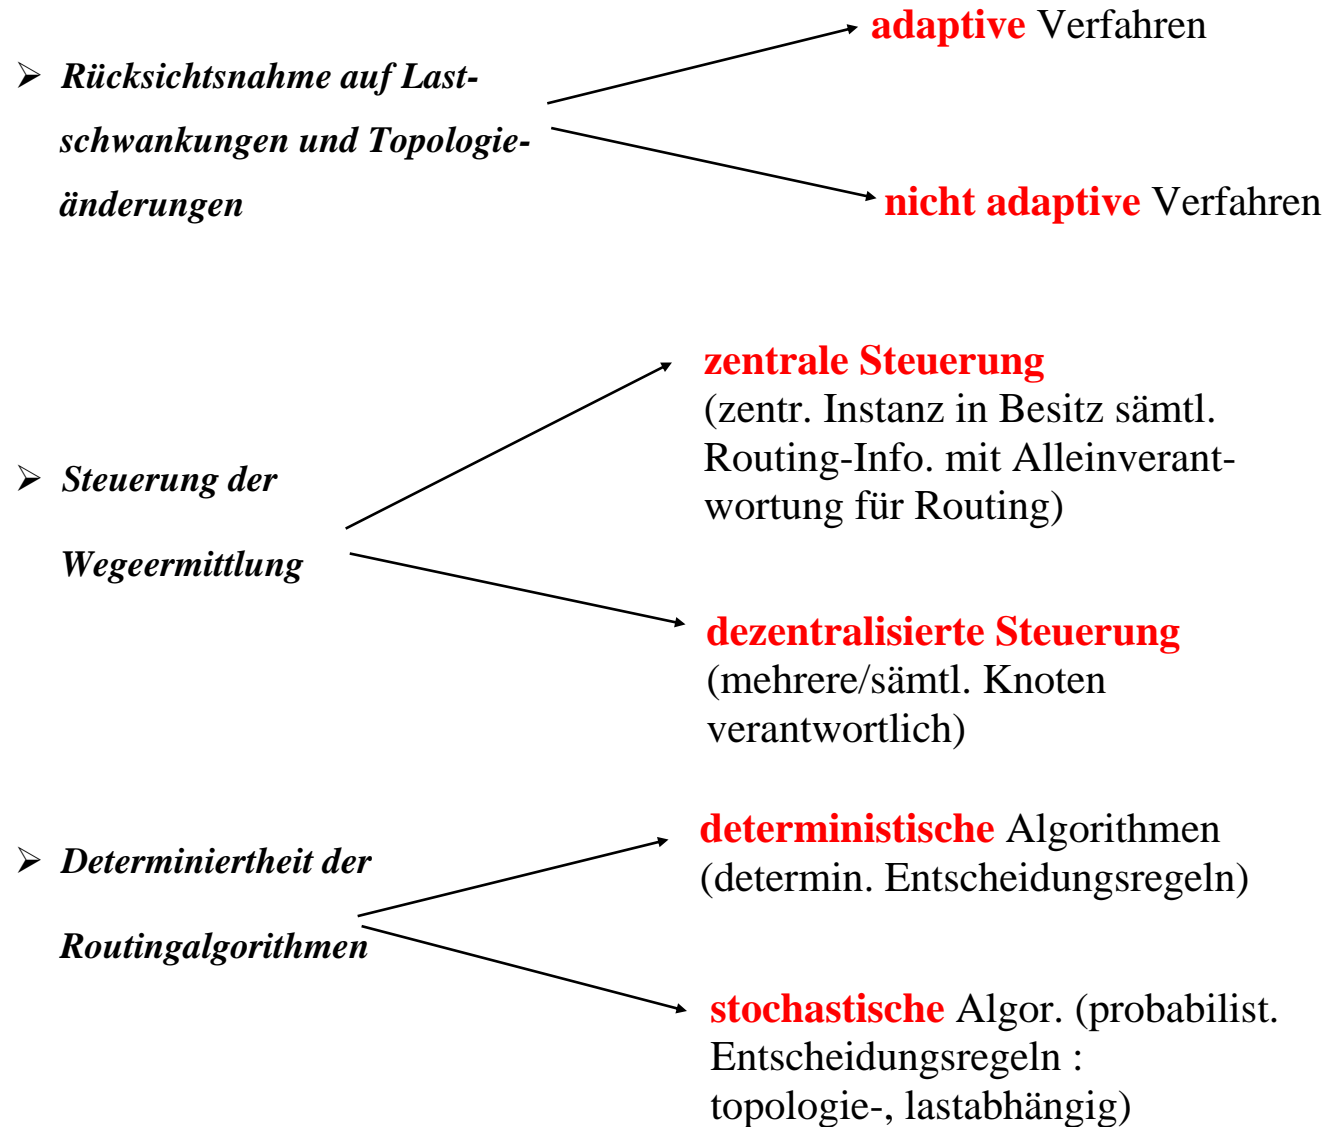 adaptive Verfahren
➢ Rücksichtsnahme auf Last-
schwankungen und Topologie-
änderungen
nicht adaptive Verfahren
zentrale Steuerung
(zentr. Instanz in Besitz sämtl.
Routing-Info. mit Alleinverant-
wortung für Routing)
➢ Steuerung der
Wegeermittlung
dezentralisierte Steuerung
(mehrere/sämtl. Knoten
verantwortlich)
deterministische Algorithmen
(determin. Entscheidungsregeln)
➢ Determiniertheit der
Routingalgorithmen
stochastische Algor. (probabilist.
Entscheidungsregeln :
topologie-, lastabhängig)